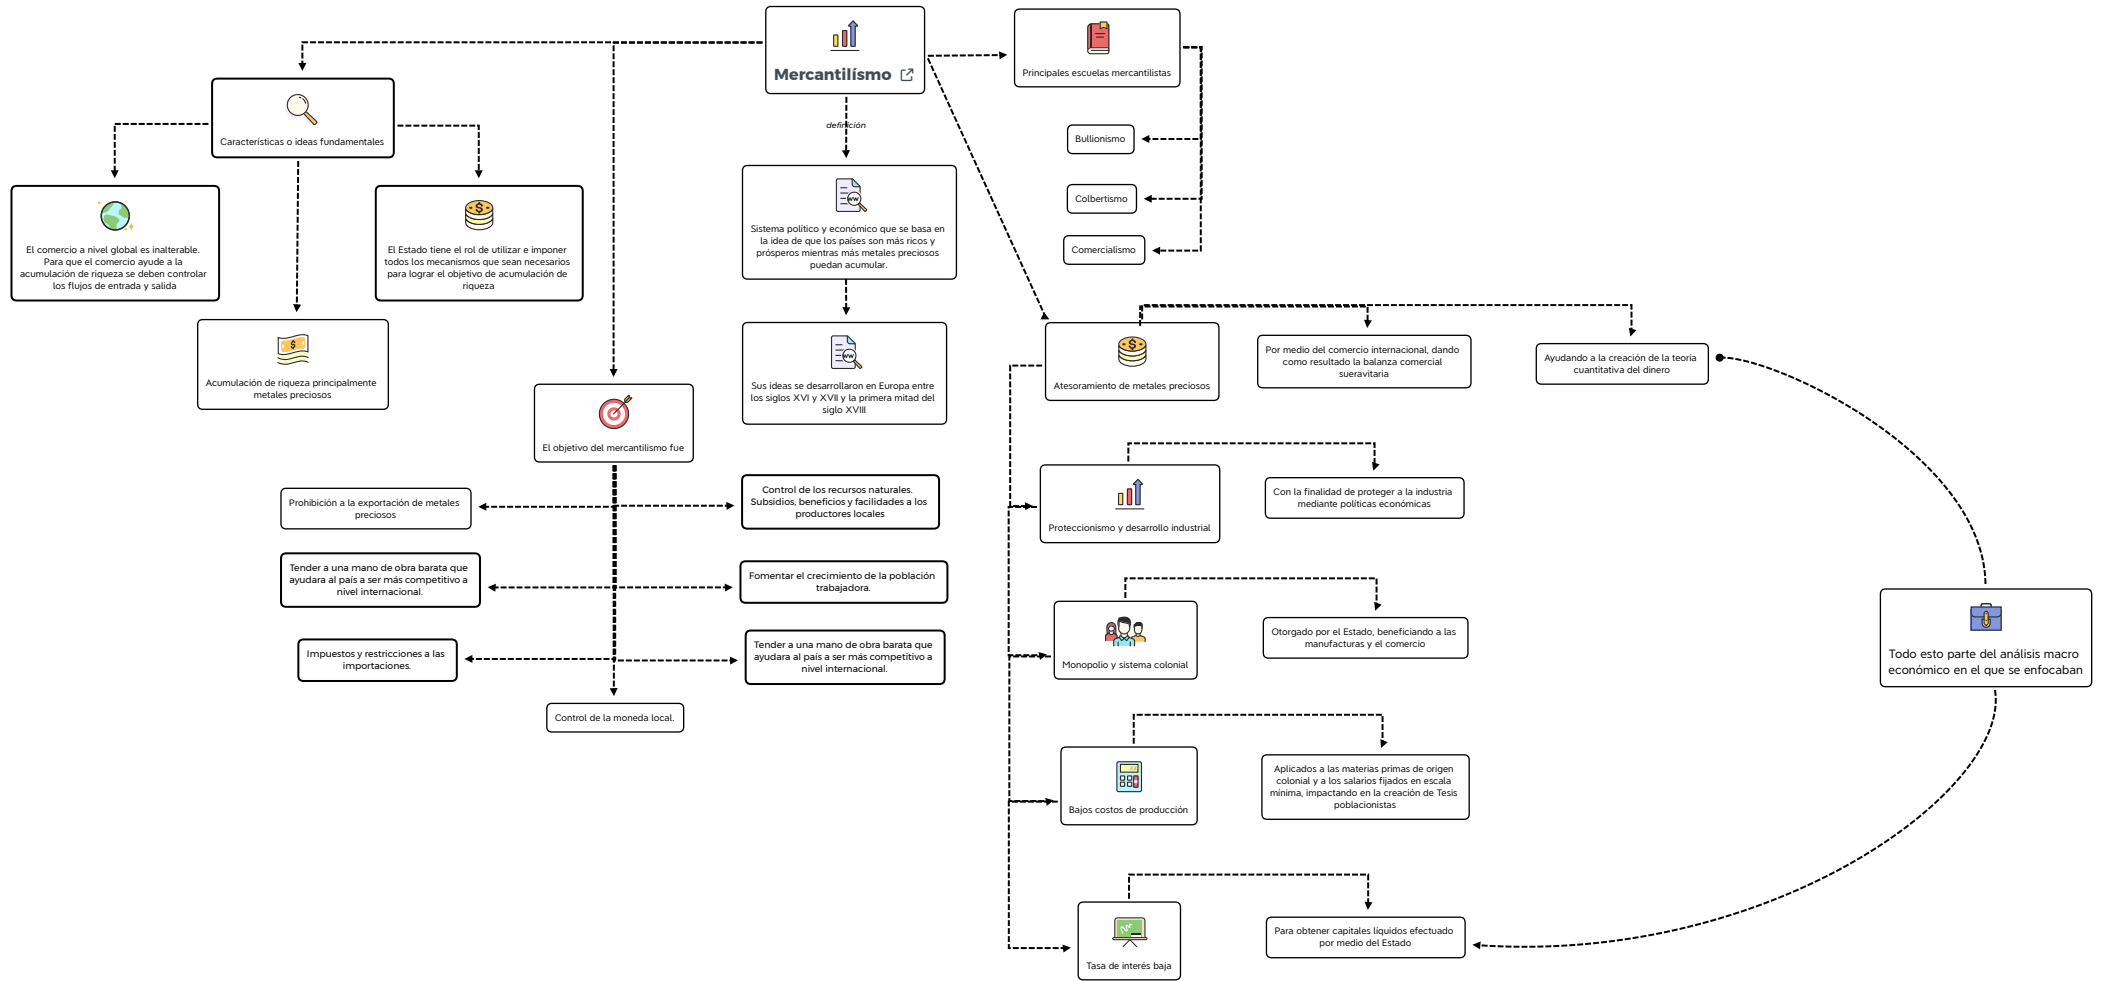 Mercantilísmo
Principales escuelas mercantilistas
Bullionismo
Colbertismo
Comercialismo
Características o ideas fundamentales
El comercio a nivel global es inalterable.
Para que el comercio ayude a la
acumulación de riqueza se deben controlar
los flujos de entrada y salida
El Estado tiene el rol de utilizar e imponer
todos los mecanismos que sean necesarios
para lograr el objetivo de acumulación de
riqueza
Acumulación de riqueza principalmente
metales preciosos
definición
Sistema político y económico que se basa en
la idea de que los países son más ricos y
prósperos mientras más metales preciosos
puedan acumular.
Sus ideas se desarrollaron en Europa entre
los siglos XVI y XVII y la primera mitad del
siglo XVIII
El objetivo del mercantilismo fue
Prohibición a la exportación de metales
preciosos
Control de los recursos naturales.
Subsidios, beneficios y facilidades a los
productores locales
Tender a una mano de obra barata que
ayudara al país a ser más competitivo a
nivel internacional.
Fomentar el crecimiento de la población
trabajadora.
Impuestos y restricciones a las
importaciones.
Tender a una mano de obra barata que
ayudara al país a ser más competitivo a
nivel internacional.
Control de la moneda local.
Atesoramiento de metales preciosos
Por medio del comercio internacional, dando
como resultado la balanza comercial
sueravitaria
Ayudando a la creación de la teoría
cuantitativa del dinero
Proteccionismo y desarrollo industrial
Con la finalidad de proteger a la industria
mediante políticas económicas
Monopolio y sistema colonial
Otorgado por el Estado, beneficiando a las
manufacturas y el comercio
Todo esto parte del análisis macro
económico en el que se enfocaban
Bajos costos de producción
Aplicados a las materias primas de origen
colonial y a los salarios fijados en escala
mínima, impactando en la creación de Tesis
poblacionistas
Tasa de interés baja
Para obtener capitales líquidos efectuado
por medio del Estado